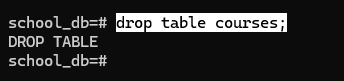 school_db=# drop table courses;
DROP TABLE
school_db=#